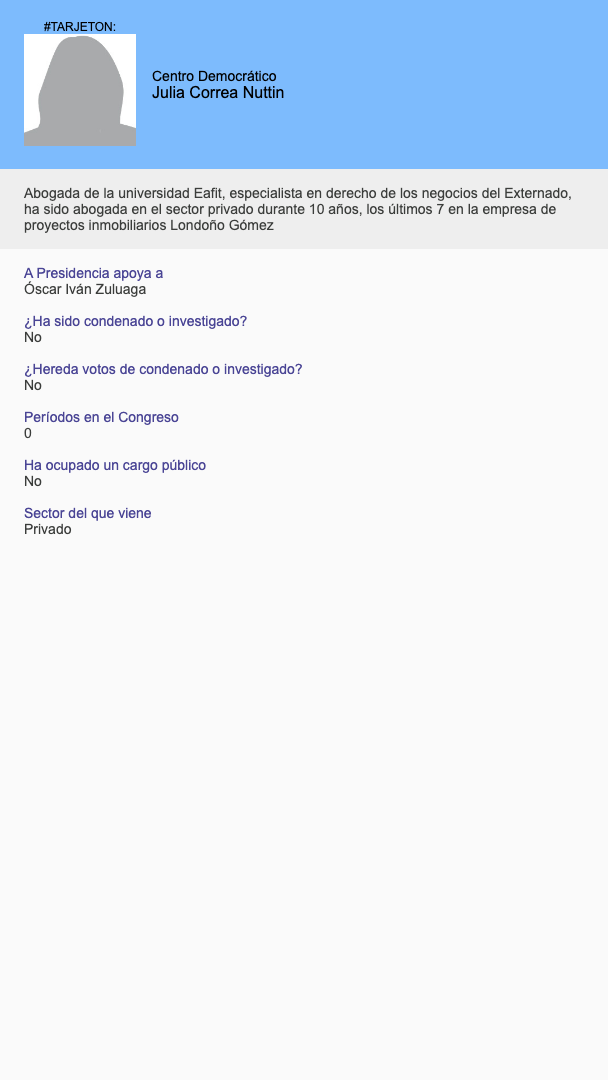 #TARJETON:
Centro Democrático
Julia Correa Nuttin
Abogada de la universidad Eafit, especialista en derecho de los negocios del Externado,
ha sido abogada en el sector privado durante 10 años, los últimos 7 en la empresa de
proyectos inmobiliarios Londoño Gómez
A Presidencia apoya a
Óscar Iván Zuluaga
¿Ha sido condenado o investigado?
No
¿Hereda votos de condenado o investigado?
No
Períodos en el Congreso
0
Ha ocupado un cargo público
No
Sector del que viene
Privado